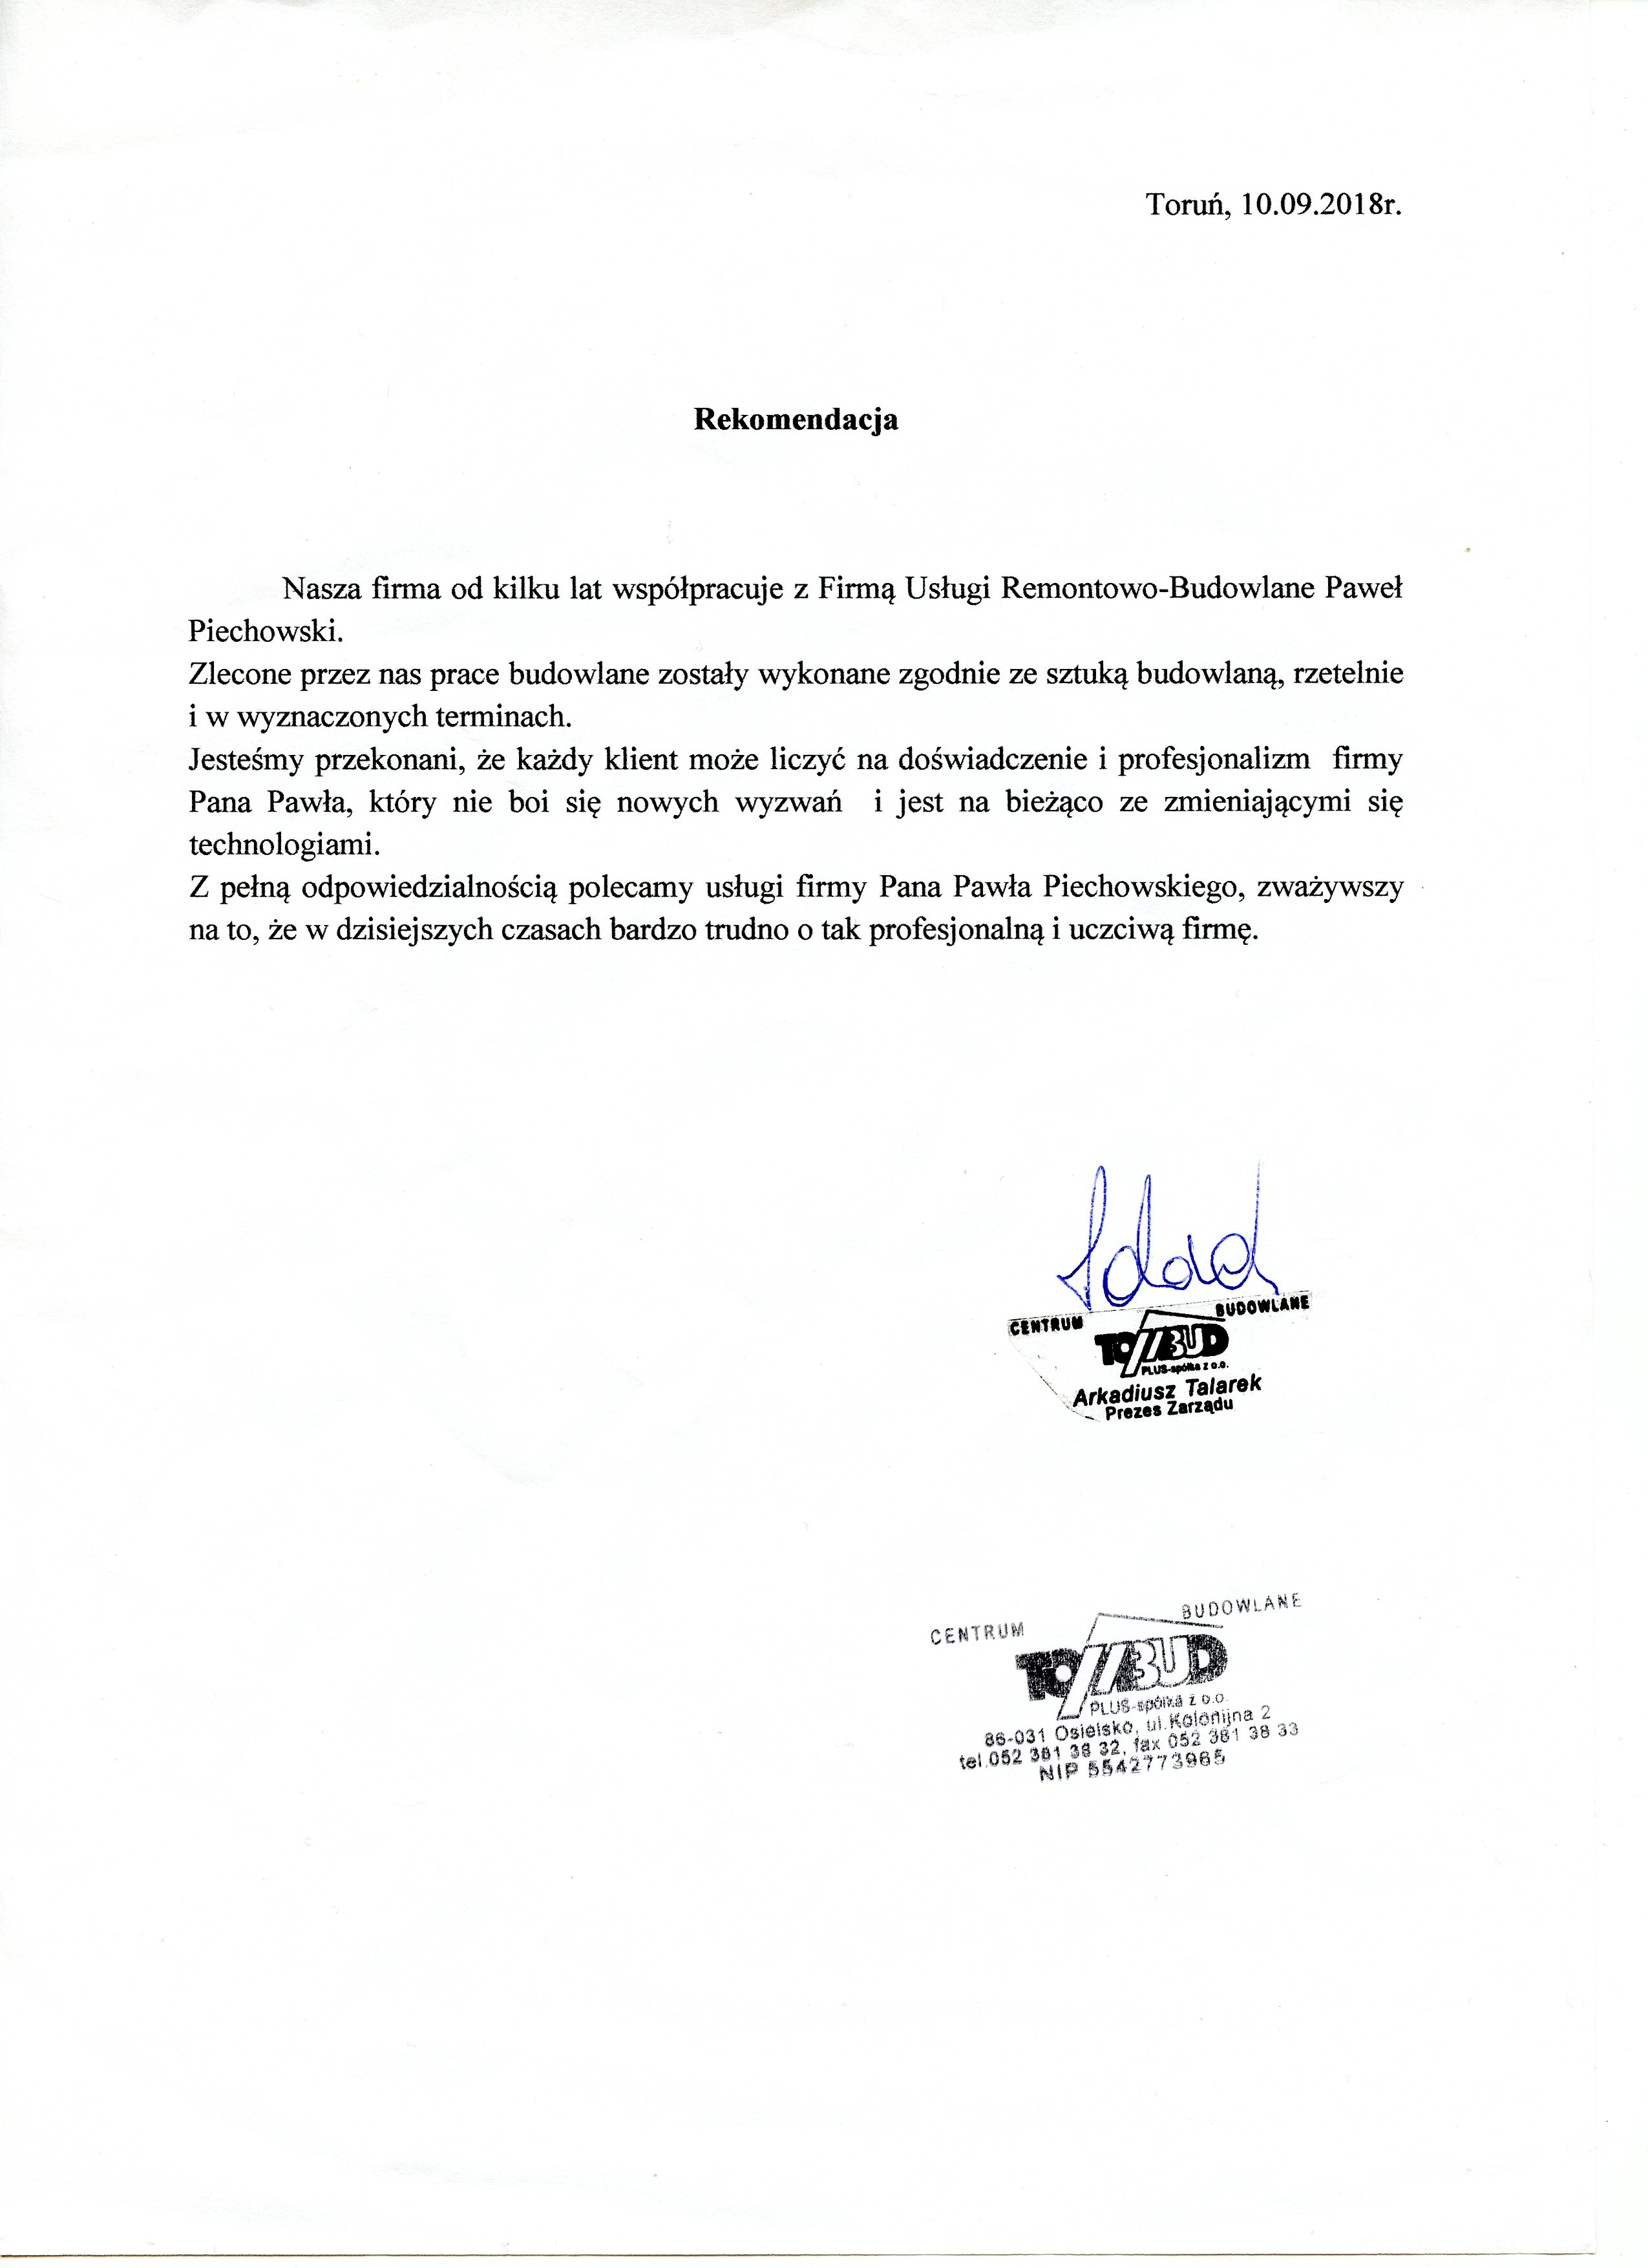 Toruń, 10.09.2018r.
Rekomendacja
Nasza firma od kilku lat współpracuje z Firmą Usługi Remontowo-Budowlane Paweł
Piechowski.
Zlecone przez nas prace budowlane zostały wykonane zgodnie ze sztuką budowlaną, rzetelnie
i w wyznaczonych terminach.
Jesteśmy przekonani, że każdy klient może liczyć na doświadczenie i profesjonalizm firmy
Pana Pawła, który nie boi się nowych wyzwań i jest na bieżąco ze zmieniającymi się
technologiami.
Z pełną odpowiedzialnością polecamy usługi firmy Pana Pawła Piechowskiego, zważywszy
na to, że w dzisiejszych czasach bardzo trudno o tak profesjonalną i uczciwą firmę.
CENTRUM BUDOWLANE
PLUS-spółka z o.o.
Arkadiusz Talarek
Prezes Zarządu
CENTRUM BUDOWLANE
PLUS-spółka z o.o.
86-031 Osielsko, ul.Kolonijna 2
tel.052 381 38 32, fax 052 381 38 33
NIP 5542773985